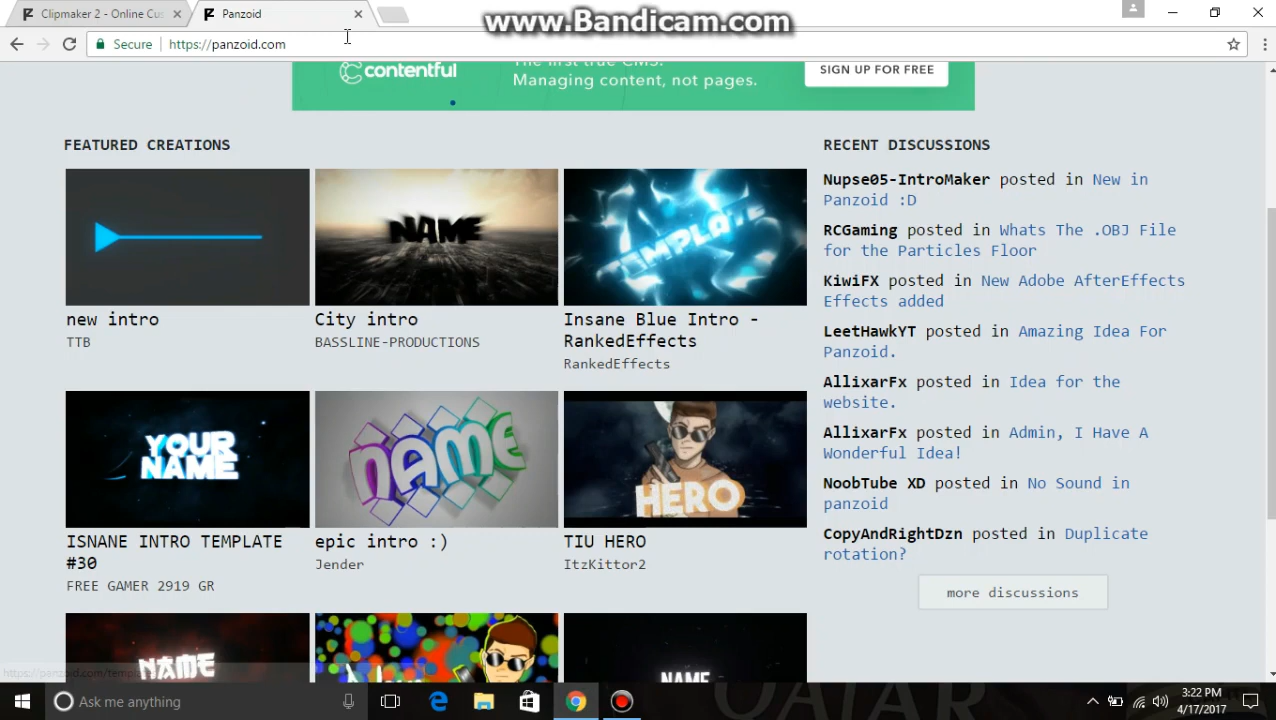 Clipmaker 2 - Online Cus
Panzoid
www.Bandicam.com
Secure
https://panzoid.com
contentful
The first true CMS.
Managing content, not pages.
SIGN UP FOR FREE
FEATURED CREATIONS
NAME
TEMPLATE
new intro
TTB
City intro
BASSLINE-PRODUCTIONS
Insane Blue Intro -
RankedEffects
RankedEffects
YOUR
NAME
NAME
HERO
ISNANE INTRO TEMPLATE
#30
FREE GAMER 2919 GR
epic intro :)
Jender
TIU HERO
ItzKittor2
NAME
NAME
RECENT DISCUSSIONS
Nupse05-IntroMaker posted in New in
Panzoid :D
RCGaming posted in Whats The .OBJ File
for the Particles Floor
KiwiFX posted in New Adobe AfterEffects
Effects added
LeetHawkYT posted in Amazing Idea For
Panzoid.
AllixarFx posted in Idea for the
website.
AllixarFx posted in Admin, I Have A
Wonderful Idea!
NoobTube XD posted in No Sound in
panzoid
CopyAndRightDzn posted in Duplicate
rotation?
more discussions
Ask me anything
QATAR
3:22 PM
4/17/2017